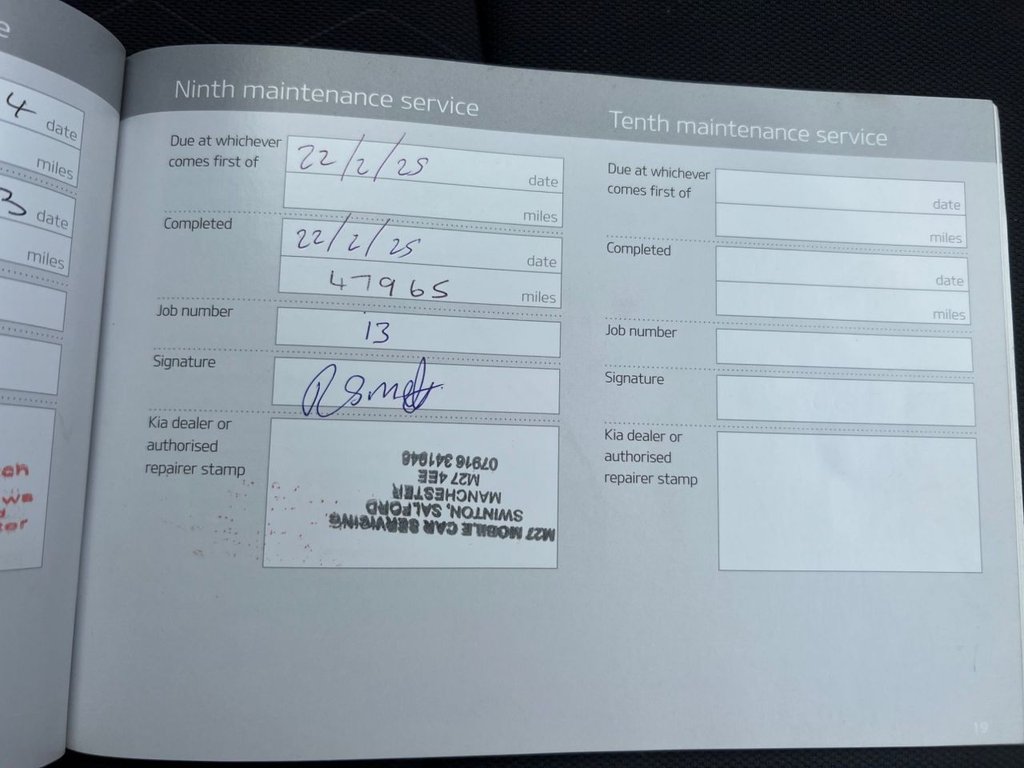 e
4 date
miles
3 date
miles
Ninth maintenance service
Due at whichever
comes first of
22/2/25 date
miles
Completed
22/2/25 date
47965 miles
Job number
13
Signature
Kia dealer or
authorised
repairer stamp
M27 MOBILE CAR SERVICING
SWINTON, SALFORD
MANCHESTER
M27 4EE
07916 341948
Tenth maintenance service
Due at whichever
comes first of
date
miles
Completed
date
miles
Job number
Signature
Kia dealer or
authorised
repairer stamp
19